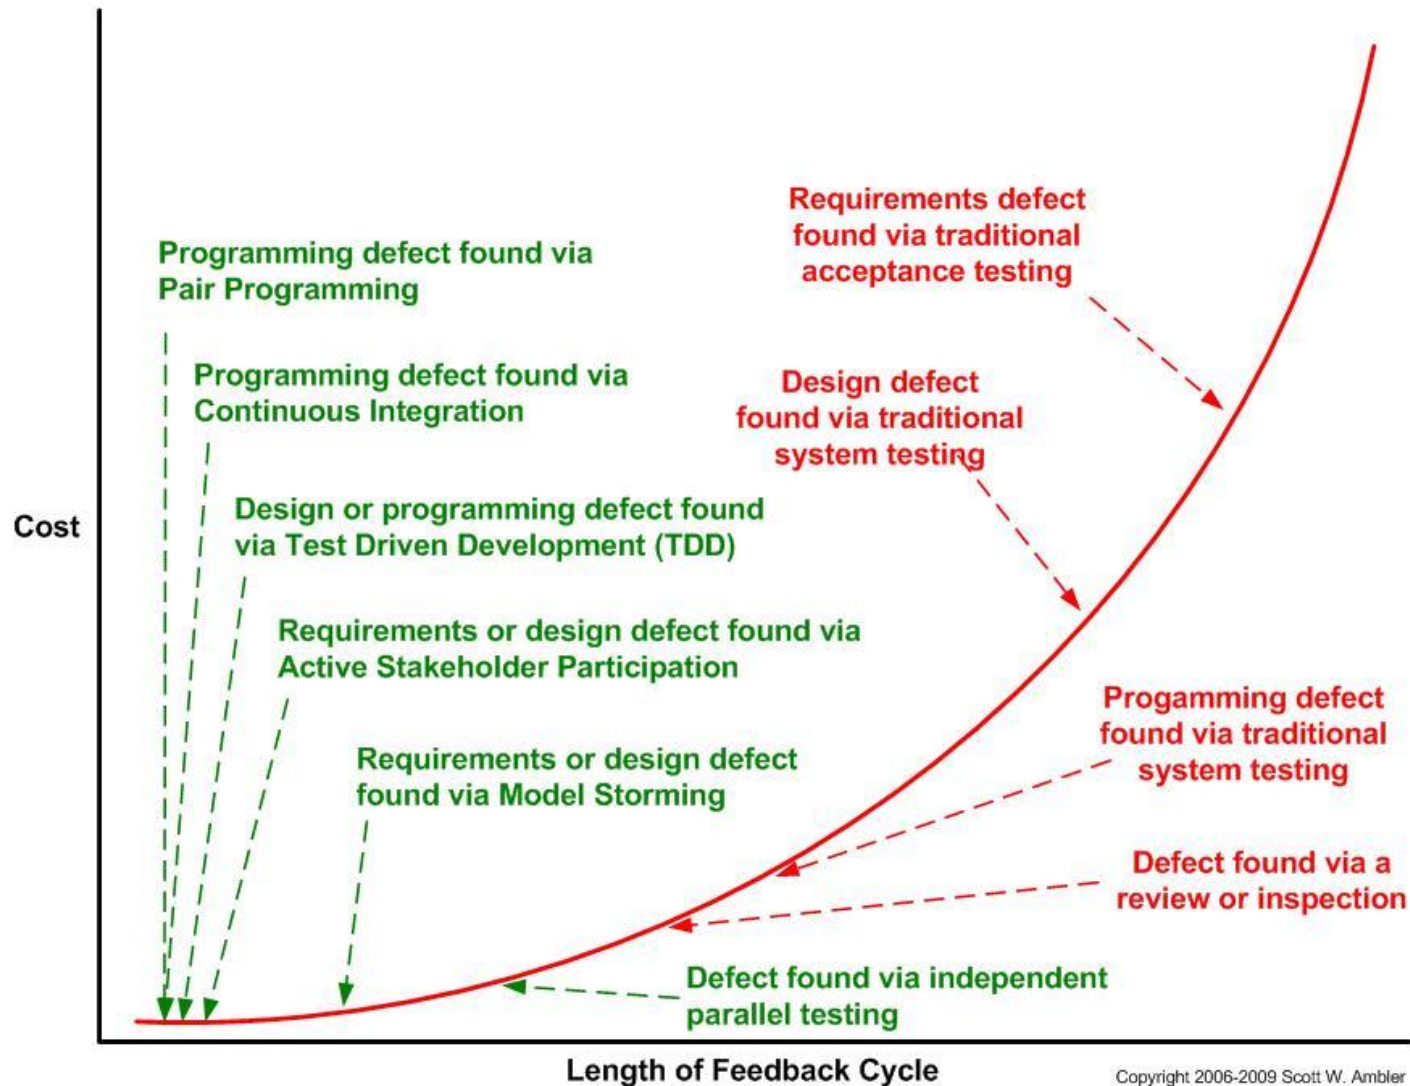 Requirements defect
found via traditional
acceptance testing
Programming defect found via
Pair Programming
Programming defect found via
Continuous Integration
Design defect
found via traditional
system testing
Design or programming defect found
via Test Driven Development (TDD)
Cost
Requirements or design defect found via
Active Stakeholder Participation
Progamming defect
found via traditional
system testing
Requirements or design defect
found via Model Storming
Defect found via a
review or inspection
Defect found via independent
parallel testing
Length of Feedback Cycle
Copyright 2006-2009 Scott W. Ambler